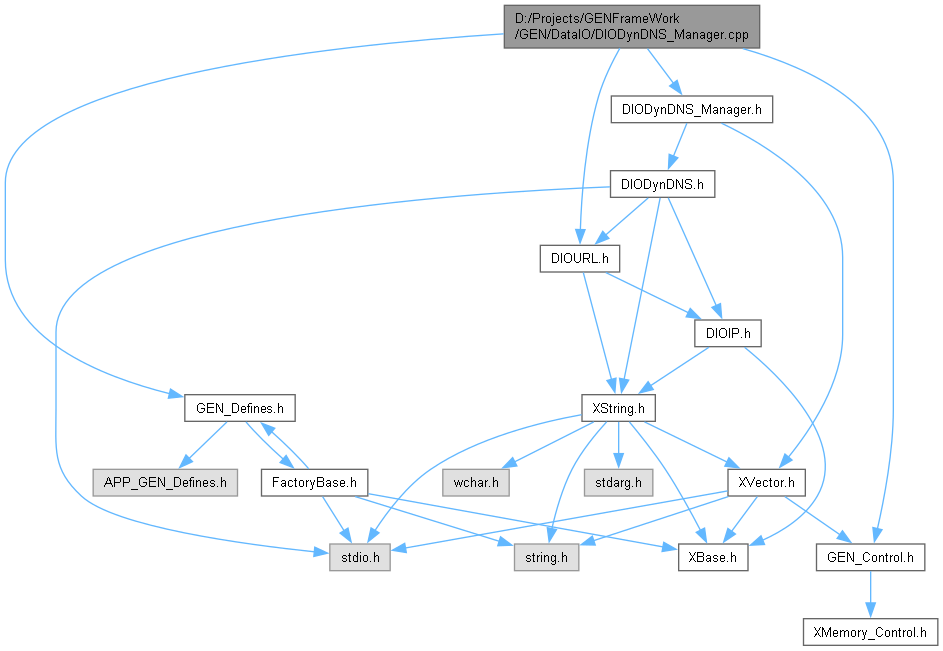 D:/Projects/GENFrameWork
/GEN/DataIO/DIODynDNS_Manager.cpp
DIODynDNS_Manager.h
DIODynDNS.h
DIOURL.h
DIOIP.h
GEN_Defines.h
XString.h
APP_GEN_Defines.h
FactoryBase.h
wchar.h
stdarg.h
XVector.h
stdio.h
string.h
XBase.h
GEN_Control.h
XMemory_Control.h